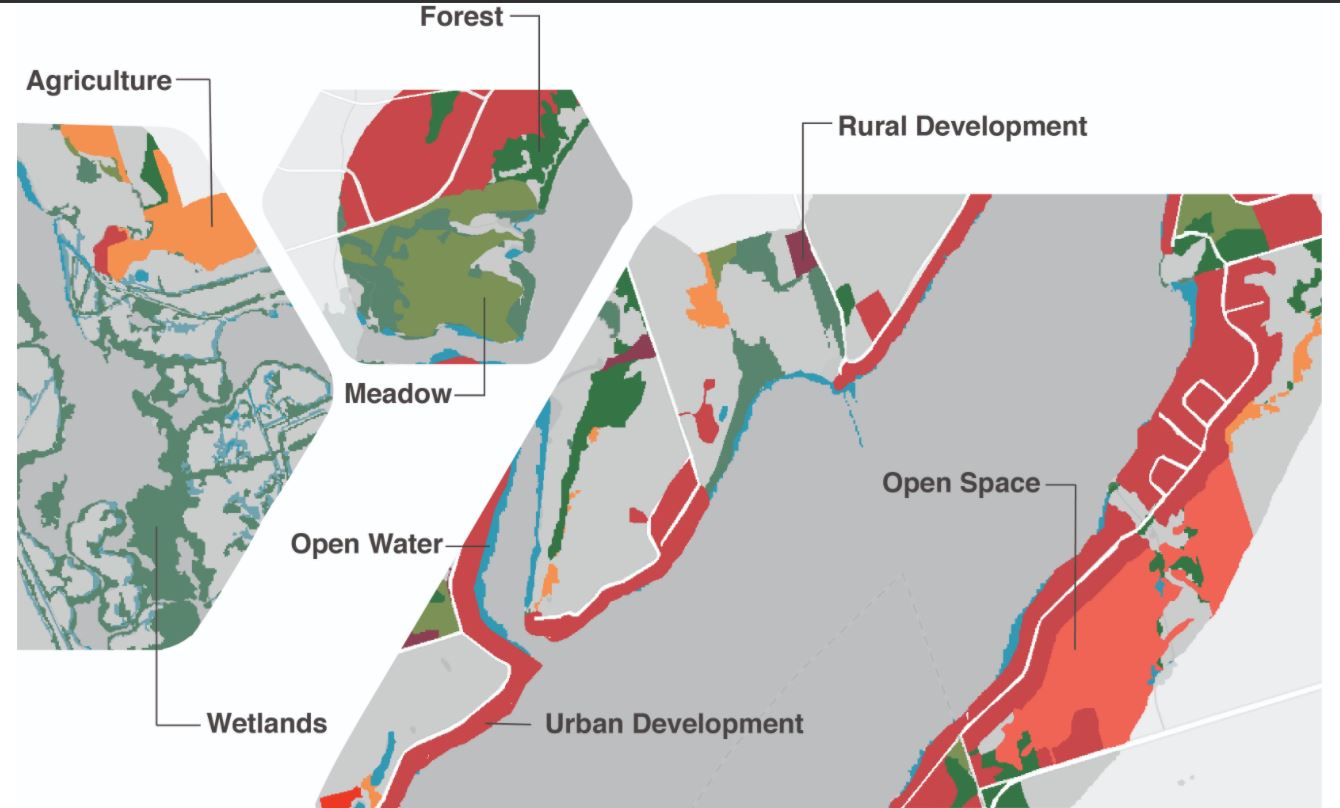 Forest
Agriculture
Rural Development
Meadow
Open Space
Open Water
Wetlands
Urban Development